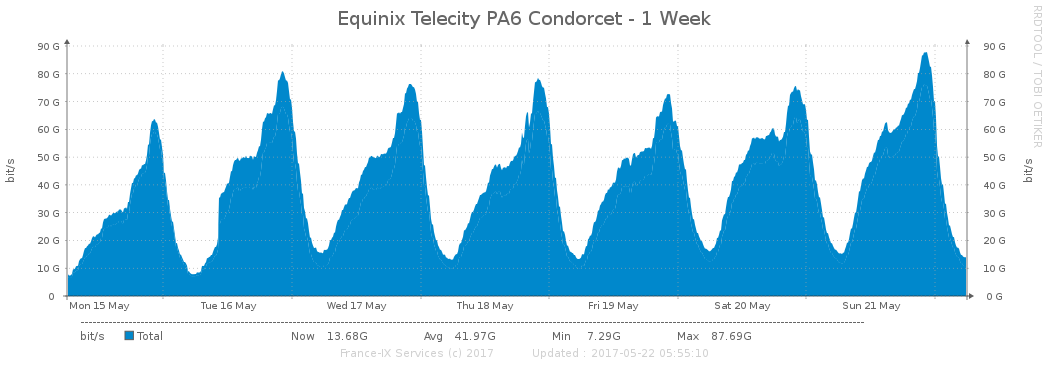 Equinix Telecity PA6 Condorcet - 1 Week
RRDTOOL / TOBI OETIKER
bit/s
90 G 90 G
80 G 80 G
70 G 70 G
60 G 60 G
50 G 50 G
40 G 40 G
30 G 30 G
20 G 20 G
10 G 10 G
0 0 G
bit/s
Mon 15 May Tue 16 May Wed 17 May Thu 18 May Fri 19 May Sat 20 May Sun 21 May
bit/s Total Now 13.68G Avg 41.97G Min 7.29G Max 87.69G
France-IX Services (c) 2017 Updated : 2017-05-22 05:55:10